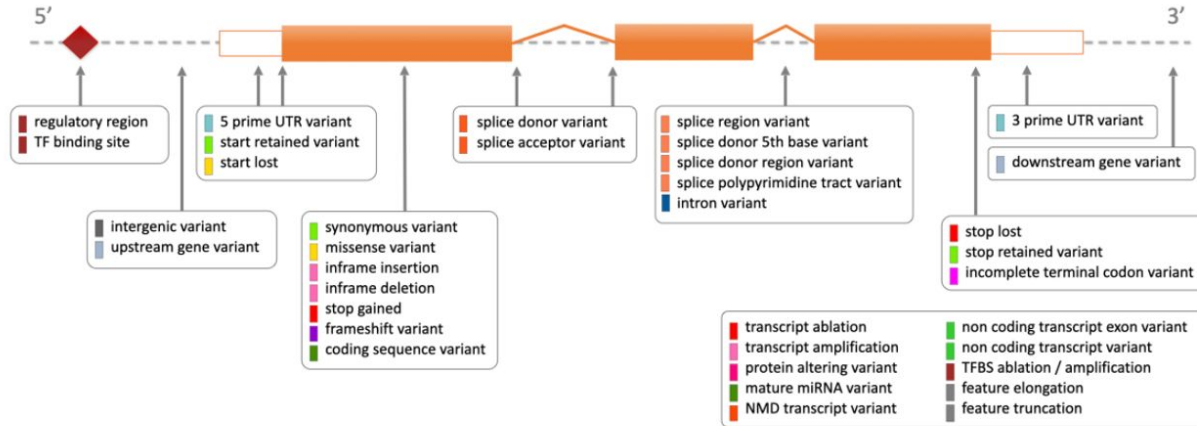 5’
3’
regulatory region
TF binding site
5 prime UTR variant
start retained variant
start lost
splice donor variant
splice acceptor variant
splice region variant
splice donor 5th base variant
splice donor region variant
splice polypyrimidine tract variant
intron variant
3 prime UTR variant
downstream gene variant
intergenic variant
upstream gene variant
synonymous variant
missense variant
inframe insertion
inframe deletion
stop gained
frameshift variant
coding sequence variant
stop lost
stop retained variant
incomplete terminal codon variant
transcript ablation
transcript amplification
protein altering variant
mature miRNA variant
NMD transcript variant
non coding transcript exon variant
non coding transcript variant
TFBS ablation / amplification
feature elongation
feature truncation